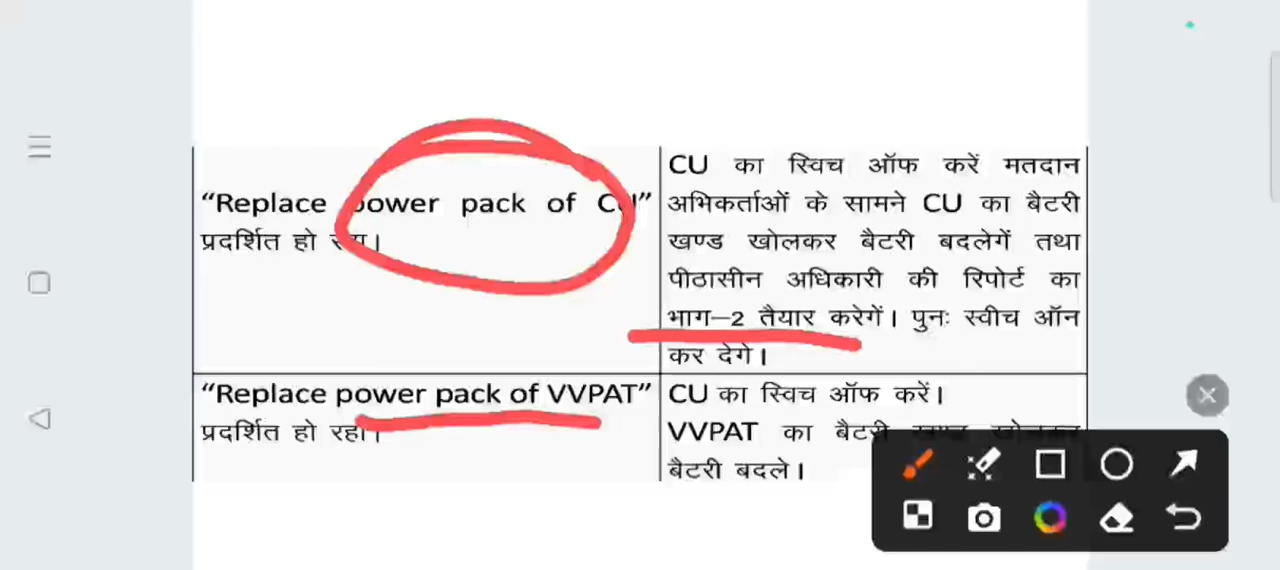 “Replace power pack of CU”
प्रदर्शित हो रहा।
CU का स्विच ऑफ करें मतदान
अभिकर्ताओं के सामने CU का बैटरी
खण्ड खोलकर बैटरी बदलेगें तथा
पीठासीन अधिकारी की रिपोर्ट का
भाग–2 तैयार करेगें। पुनः स्वीच ऑन
कर देगे।
“Replace power pack of VVPAT”
प्रदर्शित हो रहा।
CU का स्विच ऑफ करें।
VVPAT का बैटरी खण्ड खोलकर
बैटरी बदले।